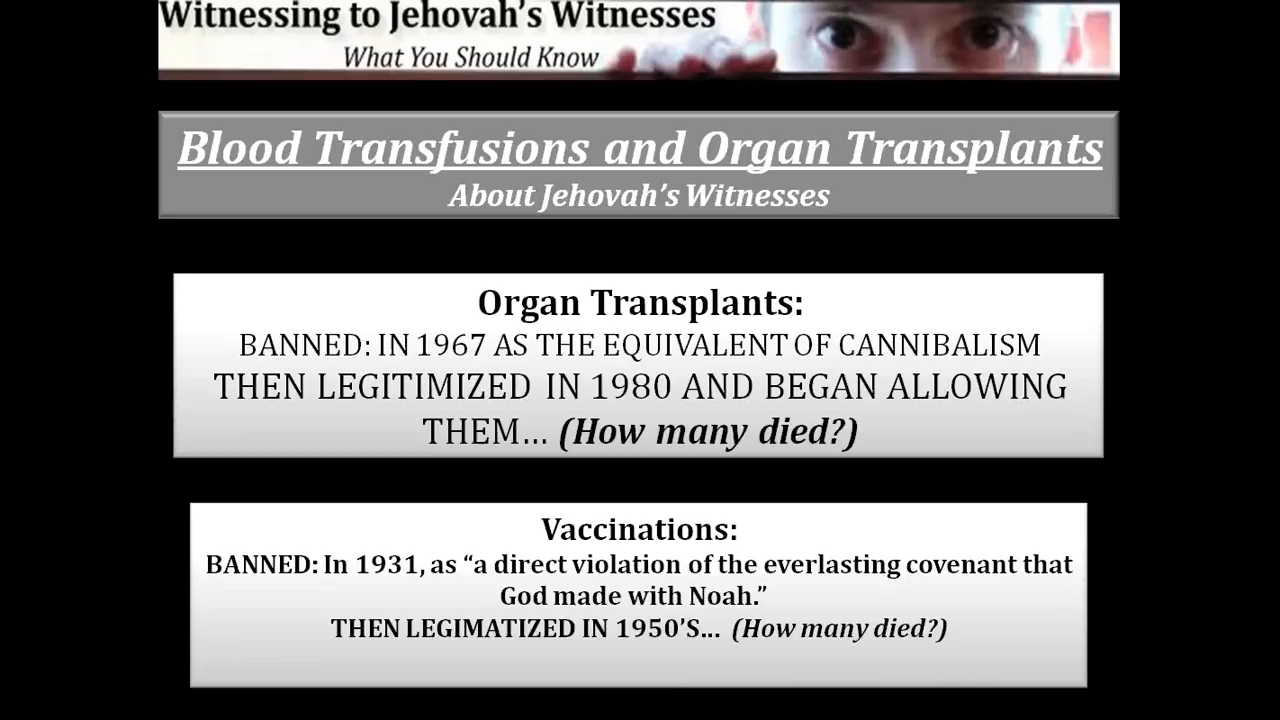 Witnessing to Jehovah's Witnesses
What You Should Know
Blood Transfusions and Organ Transplants
About Jehovah's Witnesses
Organ Transplants:
BANNED: IN 1967 AS THE EQUIVALENT OF CANNIBALISM
THEN LEGITIMIZED IN 1980 AND BEGAN ALLOWING
THEM... (How many died?)
Vaccinations:
BANNED: In 1931, as “a direct violation of the everlasting covenant that
God made with Noah.”
THEN LEGIMATIZED IN 1950’S... (How many died?)